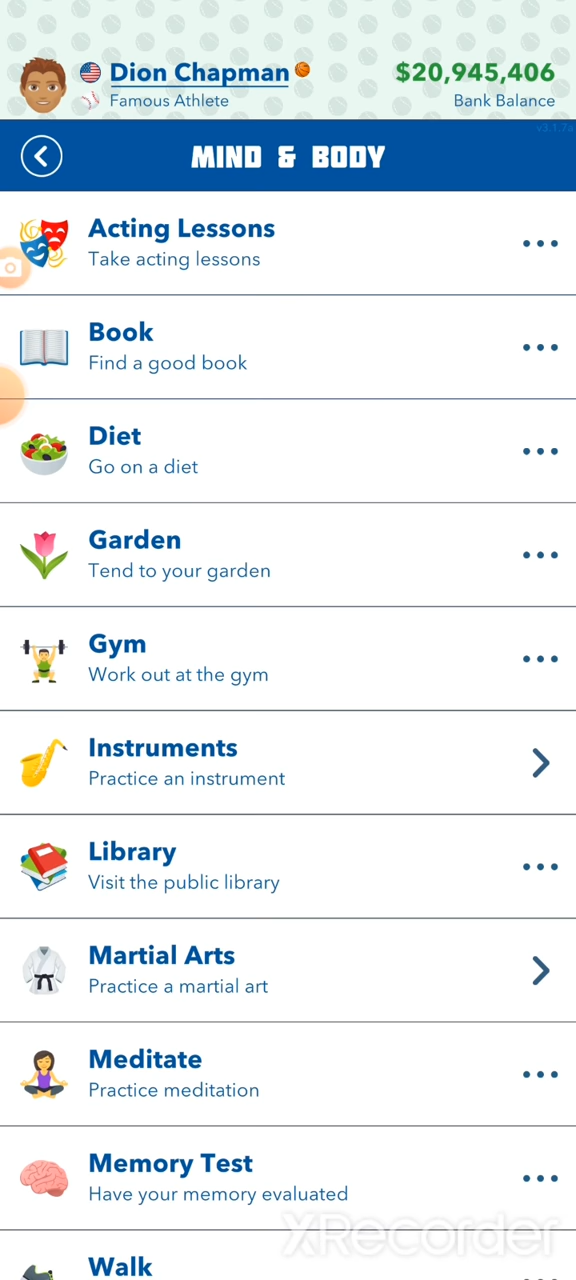 Dion Chapman
$20,945,406
Famous Athlete
Bank Balance
v3.1.7a
MIND & BODY
Acting Lessons
Take acting lessons
Book
Find a good book
Diet
Go on a diet
Garden
Tend to your garden
Gym
Work out at the gym
Instruments
Practice an instrument
Library
Visit the public library
Martial Arts
Practice a martial art
Meditate
Practice meditation
Memory Test
Have your memory evaluated
XRecorder
Walk